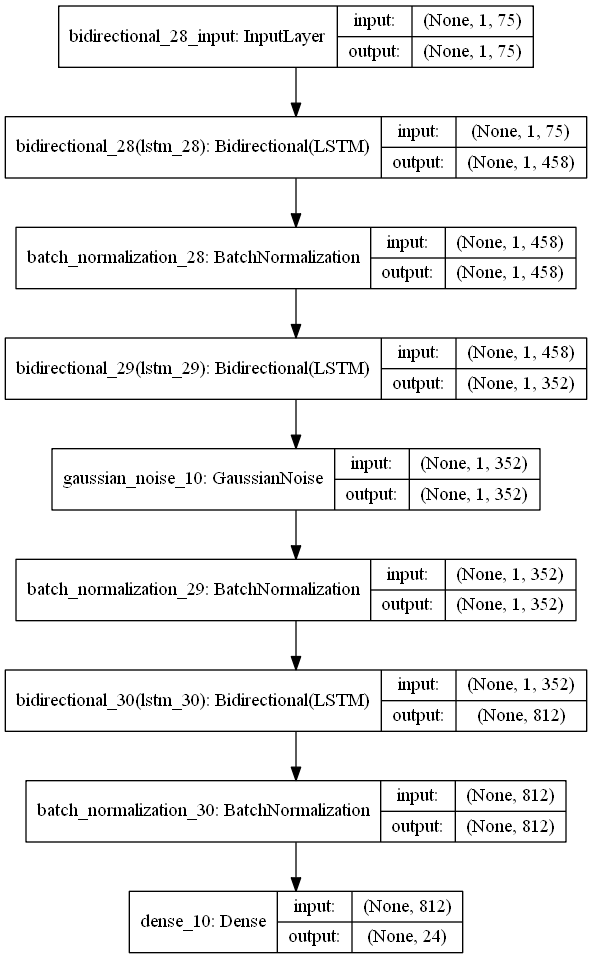 bidirectional_28_input: InputLayer
input: (None, 1, 75)
output: (None, 1, 75)
bidirectional_28(lstm_28): Bidirectional(LSTM)
input: (None, 1, 75)
output: (None, 1, 458)
batch_normalization_28: BatchNormalization
input: (None, 1, 458)
output: (None, 1, 458)
bidirectional_29(lstm_29): Bidirectional(LSTM)
input: (None, 1, 458)
output: (None, 1, 352)
gaussian_noise_10: GaussianNoise
input: (None, 1, 352)
output: (None, 1, 352)
batch_normalization_29: BatchNormalization
input: (None, 1, 352)
output: (None, 1, 352)
bidirectional_30(lstm_30): Bidirectional(LSTM)
input: (None, 1, 352)
output: (None, 812)
batch_normalization_30: BatchNormalization
input: (None, 812)
output: (None, 812)
dense_10: Dense
input: (None, 812)
output: (None, 24)